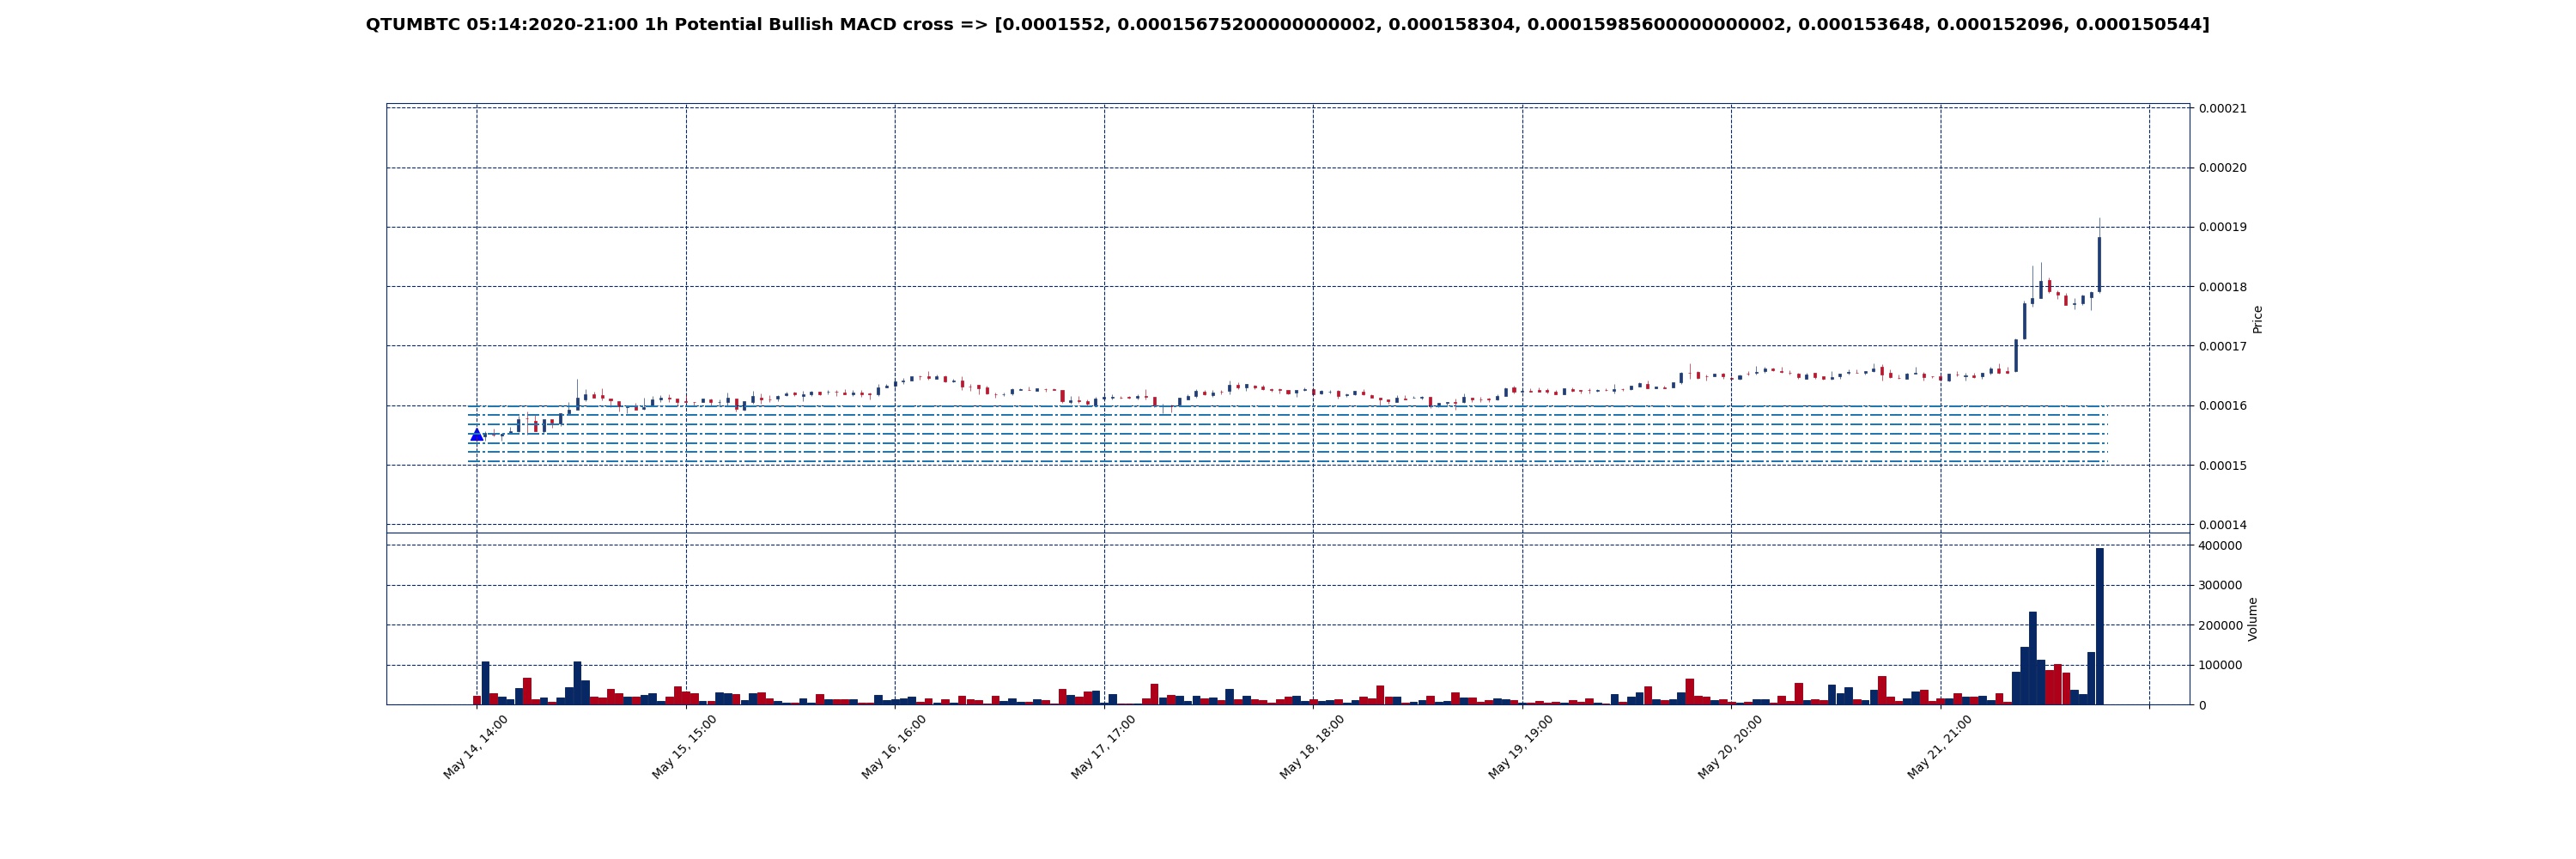 QTUMBTC 05:14:2020-21:00 1h Potential Bullish MACD cross => [0.0001552, 0.00015675200000000002, 0.000158304, 0.00015985600000000002, 0.000153648, 0.000152096, 0.000150544]
0.00021
0.00020
0.00019
0.00018
0.00017
0.00016
0.00015
0.00014
Price
400000
300000
200000
100000
0
Volume
May 14, 14:00
May 15, 15:00
May 16, 16:00
May 17, 17:00
May 18, 18:00
May 19, 19:00
May 20, 20:00
May 21, 21:00